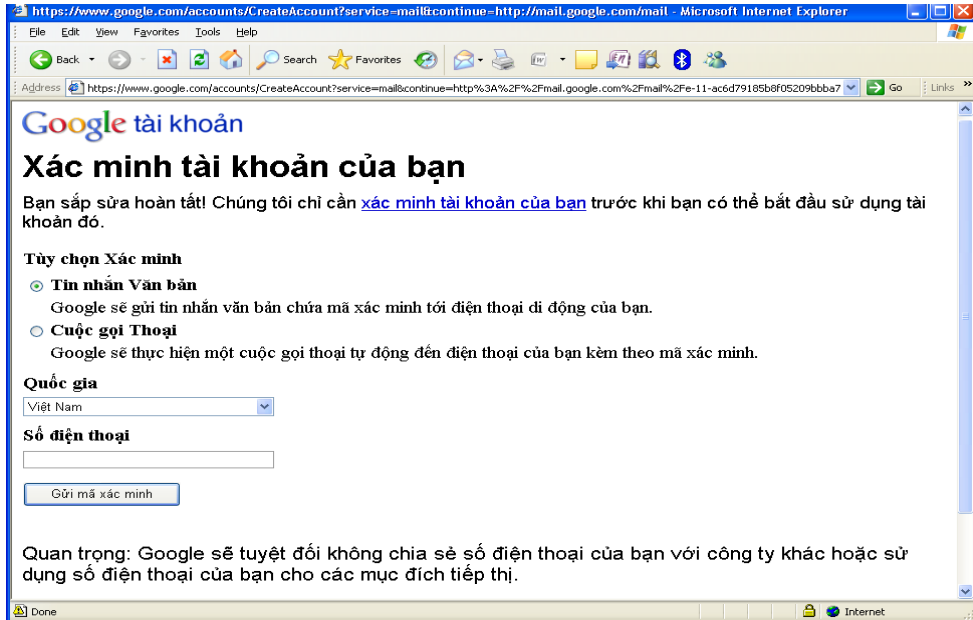 https://www.google.com/accounts/CreateAccount?service=mail&continue=http://mail.google.com/mail - Microsoft Internet Explorer
File Edit View Favorites Tools Help
Back Search Favorites
Address https://www.google.com/accounts/CreateAccount?service=mail&continue=http%3A%2F%2Fmail.google.com%2Fmail%2Fe-11-ac6d79185b8f05209bbba7 Go Links »
Google tài khoản
Xác minh tài khoản của bạn
Bạn sắp sửa hoàn tất! Chúng tôi chỉ cần xác minh tài khoản của bạn trước khi bạn có thể bắt đầu sử dụng tài
khoản đó.
Tùy chọn Xác minh
Tin nhắn Văn bản
Google sẽ gửi tin nhắn văn bản chứa mã xác minh tới điện thoại di động của bạn.
Cuộc gọi Thoại
Google sẽ thực hiện một cuộc gọi thoại tự động đến điện thoại của bạn kèm theo mã xác minh.
Quốc gia
Việt Nam
Số điện thoại
Gửi mã xác minh
Quan trọng: Google sẽ tuyệt đối không chia sẻ số điện thoại của bạn với công ty khác hoặc sử
dụng số điện thoại của bạn cho các mục đích tiếp thị.
Done Internet